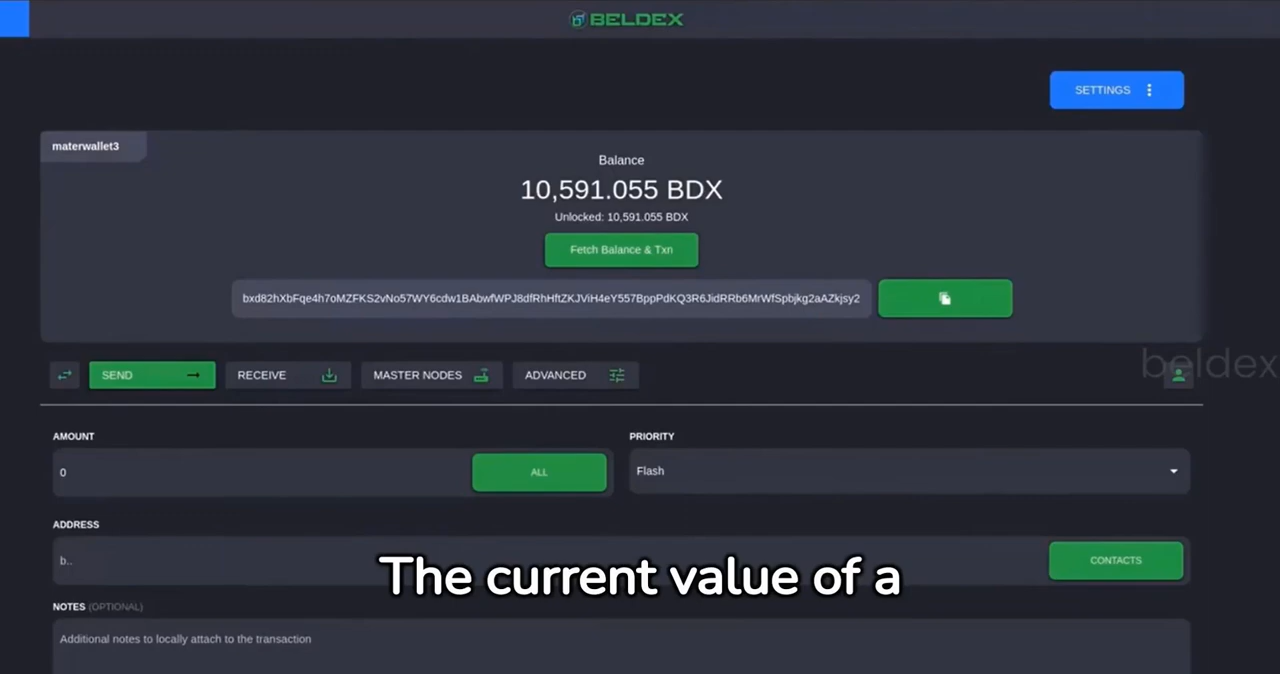 BELDEX
SETTINGS
materwallet3
Balance
10,591.055 BDX
Unlocked: 10,591.055 BDX
Fetch Balance & Txn
bxd82hXbFqe4h7oMZFKS2vNo57WY6cdw1BAbwfWPJ8dfRhHftZKJViH4eY557BppPdKQ3R6JidRRb6MrWfSpbjkg2aAZkjsy2
SEND
RECEIVE
MASTER NODES
ADVANCED
beldex
AMOUNT
PRIORITY
0
ALL
Flash
ADDRESS
b..
CONTACTS
The current value of a
NOTES (OPTIONAL)
Additional notes to locally attach to the transaction